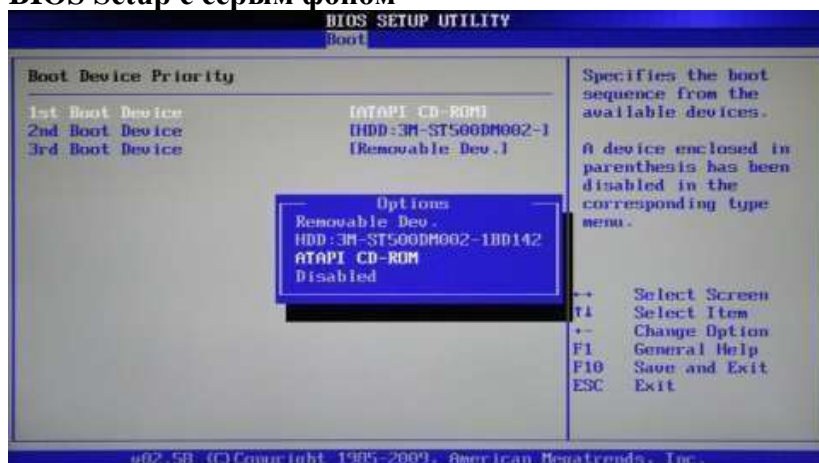 BIOS Setup с серым фоном
BIOS SETUP UTILITY
Boot
Boot Device Priority
1st Boot Device [ATAPI CD-ROM]
2nd Boot Device [HDD:3M-ST500DM002-1
3rd Boot Device [Removable Dev.]
Options
Removable Dev.
HDD:3M-ST500DM002-1BD142
ATAPI CD-ROM
Disabled
Specifies the boot
sequence from the
available devices.
A device enclosed in
parenthesis has been
disabled in the
corresponding type
menu.
↔ Select Screen
↑↓ Select Item
+- Change Option
F1 General Help
F10 Save and Exit
ESC Exit
v02.58 (C)Copyright 1985-2009, American Megatrends, Inc.